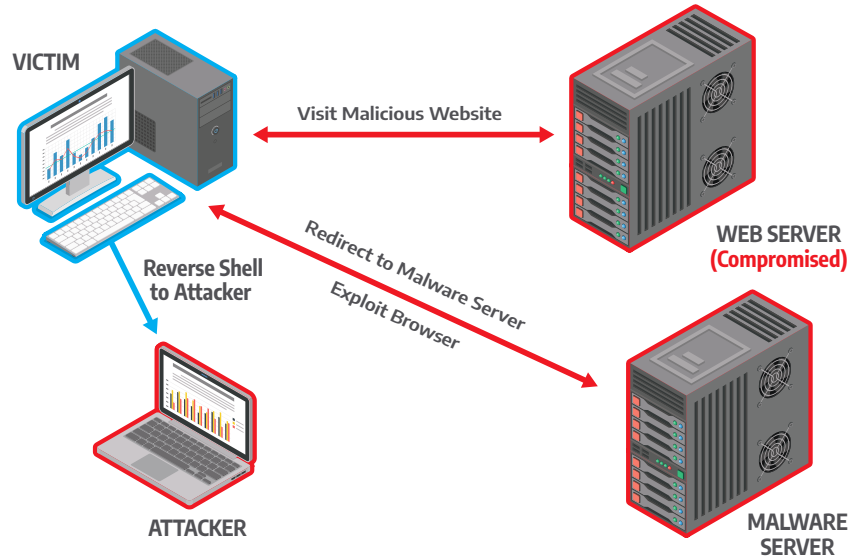 VICTIM
Visit Malicious Website
WEB SERVER
(Compromised)
Redirect to Malware Server
Exploit Browser
Reverse Shell
to Attacker
ATTACKER
MALWARE
SERVER